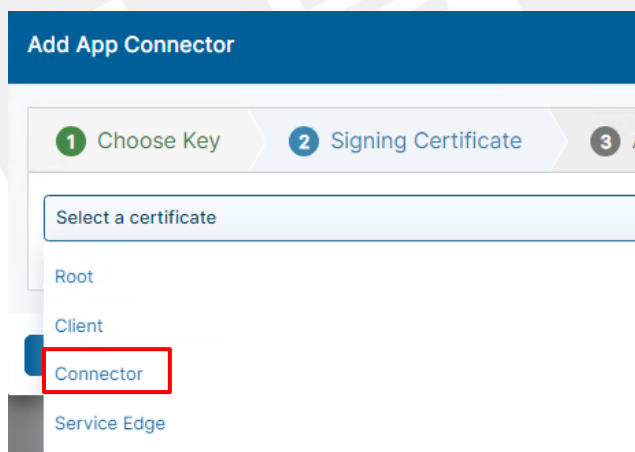 Add App Connector
1 Choose Key 2 Signing Certificate 3
Select a certificate
Root
Client
Connector
Service Edge